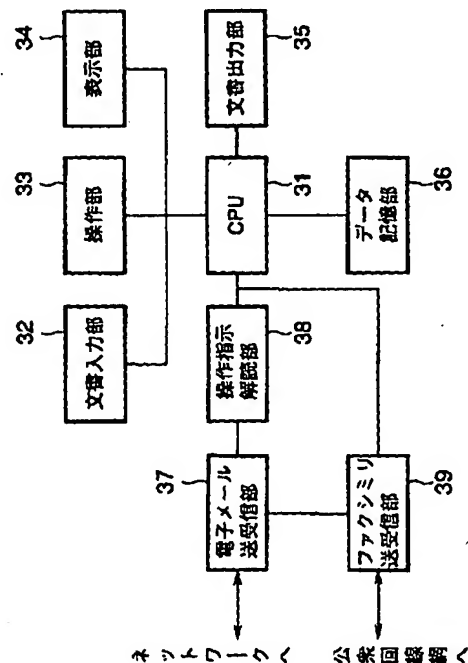 34
表示部
35
文書出力部
33
操作部
31
CPU
36
データ
記憶部
32
文書入力部
38
操作指示
解読部
37
電子メール
送受信部
39
ファクシミリ
送受信部
ネットワークへ
公衆回線網へ